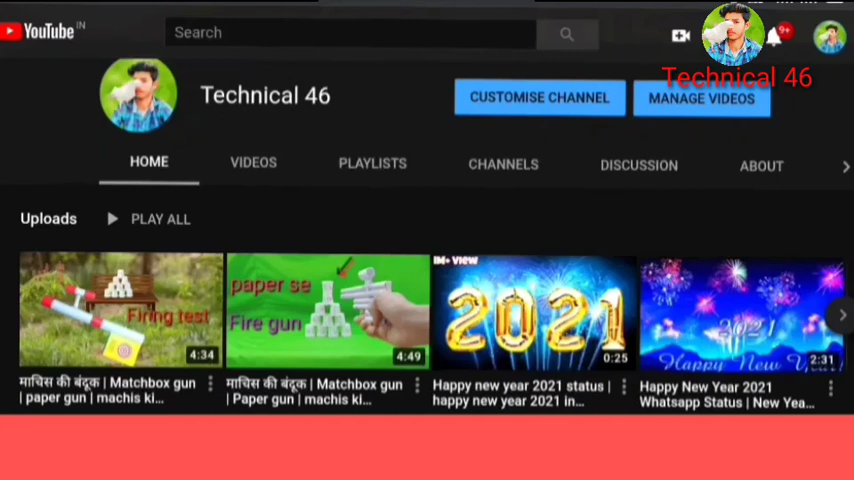 YouTube IN
Search
9+
Technical 46
Technical 46
CUSTOMISE CHANNEL
MANAGE VIDEOS
HOME
VIDEOS
PLAYLISTS
CHANNELS
DISCUSSION
ABOUT
Uploads
PLAY ALL
Firing test
4:34
paper se
Fire gun
4:49
1M+ View
2021
0:25
2021
Happy New Year
2:31
माचिस की बंदूक | Matchbox gun
| paper gun | machis ki...
माचिस की बंदूक | Matchbox gun
| Paper gun | machis ki...
Happy new year 2021 status |
happy new year 2021 in...
Happy New Year 2021
Whatsapp Status | New Yea...